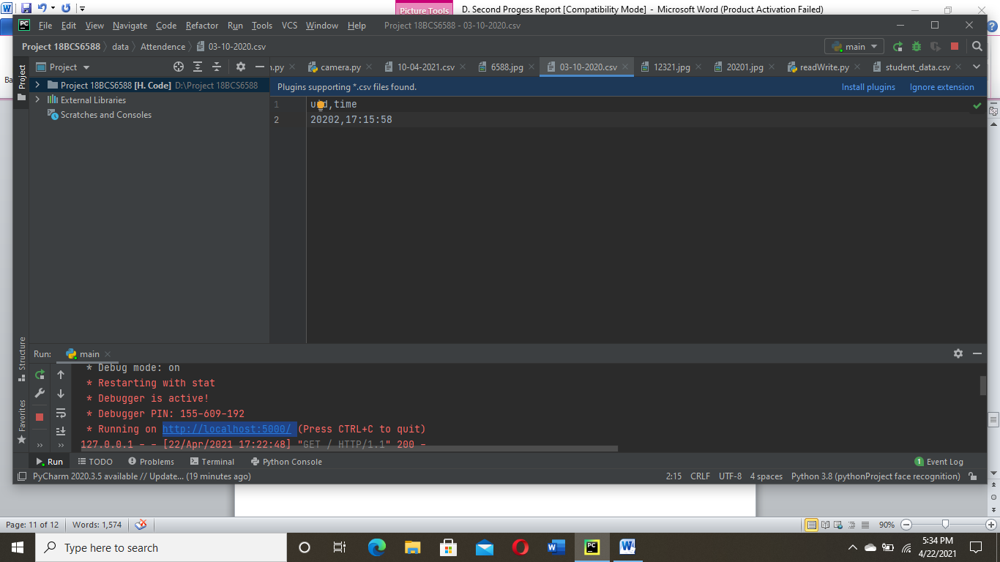 Picture Tools
D. Second Progess Report [Compatibility Mode] - Microsoft Word (Product Activation Failed)
File Edit View Navigate Code Refactor Run Tools VCS Window Help Project 18BCS6588 - 03-10-2020.csv
Project 18BCS6588 data Attendence 03-10-2020.csv main
Ba
Project
Project
n.py camera.py 10-04-2021.csv 6588.jpg 03-10-2020.csv 12321.jpg 20201.jpg readWrite.py student_data.csv
Project 18BCS6588 [H. Code] D:\Project 18BCS6588
External Libraries
Scratches and Consoles
Plugins supporting *.csv files found. Install plugins Ignore extension
1 ,time
2 20202,17:15:58
Structure
Favorites
Run: main
* Debug mode: on
* Restarting with stat
* Debugger is active!
* Debugger PIN: 155-609-192
* Running on http://localhost:5000/ (Press CTRL+C to quit)
127.0.0.1 - - [22/Apr/2021 17:22:48] "GET / HTTP/1.1" 200 -
Run TODO Problems Terminal Python Console 1 Event Log
PyCharm 2020.3.5 available // Update... (19 minutes ago) 2:15 CRLF UTF-8 4 spaces Python 3.8 (pythonProject face recognition)
Page: 11 of 12 Words: 1,574 90%
Type here to search
5:34 PM
4/22/2021